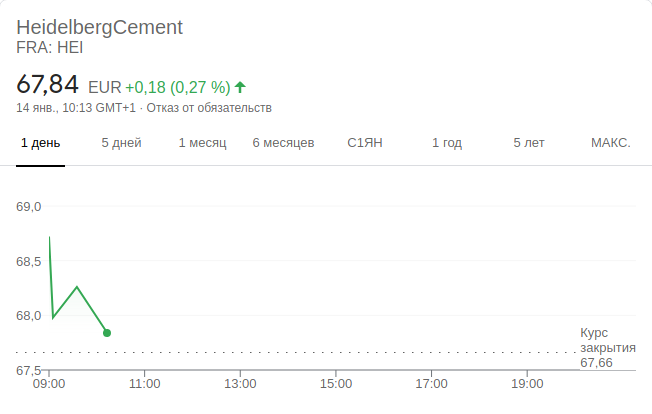 HeidelbergCement
FRA: HEI
67,84 EUR +0,18 (0,27 %)
14 янв., 10:13 GMT+1 · Отказ от обязательств
1 день 5 дней 1 месяц 6 месяцев С1ЯН 1 год 5 лет МАКС.
69,0
68,5
68,0
Курс
закрытия
67,66
67,5
09:00 11:00 13:00 15:00 17:00 19:00